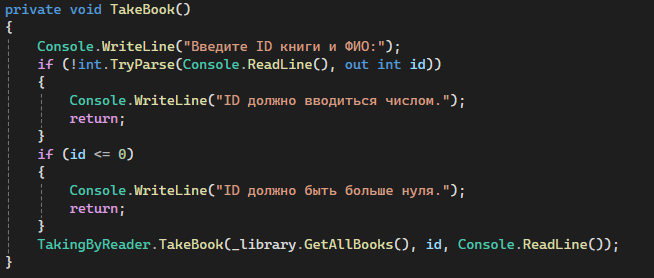 private void TakeBook()
{
    Console.WriteLine("Введите ID книги и ФИО:");
    if (!int.TryParse(Console.ReadLine(), out int id))
    {
        Console.WriteLine("ID должно вводиться числом.");
        return;
    }
    if (id <= 0)
    {
        Console.WriteLine("ID должно быть больше нуля.");
        return;
    }
    TakingByReader.TakeBook(_library.GetAllBooks(), id, Console.ReadLine());
}